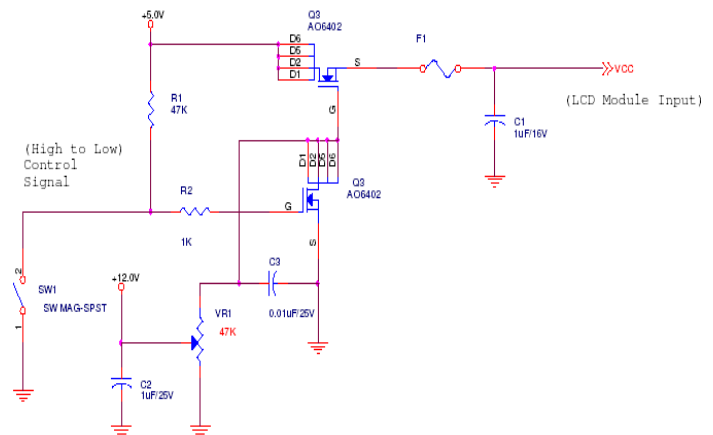 +5.0V
Q3
AO6402
D6
D5
D2
D1
S
G
F1
VCC
(LCD Module Input)
R1
47K
C1
1uF/16V
(High to Low)
Control
Signal
D1
D2
D5
D6
Q3
AO6402
R2
G
1K
S
C3
0.01uF/25V
+12.0V
2
SW1
SW MAG-SPST
1
VR1
47K
C2
1uF/25V